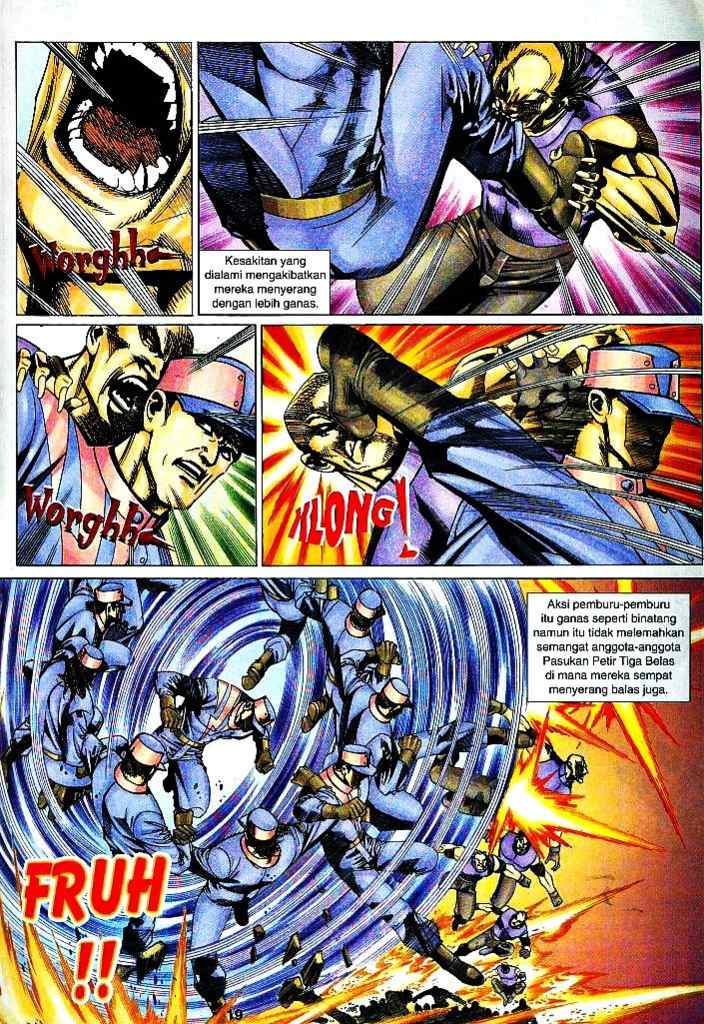 Worghh
Kesakitan yang
dialami mengakibatkan
mereka menyerang
dengan lebih ganas.
Worghh
KLONG!
Aksi pemburu-pemburu
itu ganas seperti binatang
namun itu tidak melemahkan
semangat anggota-anggota
Pasukan Petir Tiga Belas
di mana mereka sempat
menyerang balas juga.
FRUH
!!
19